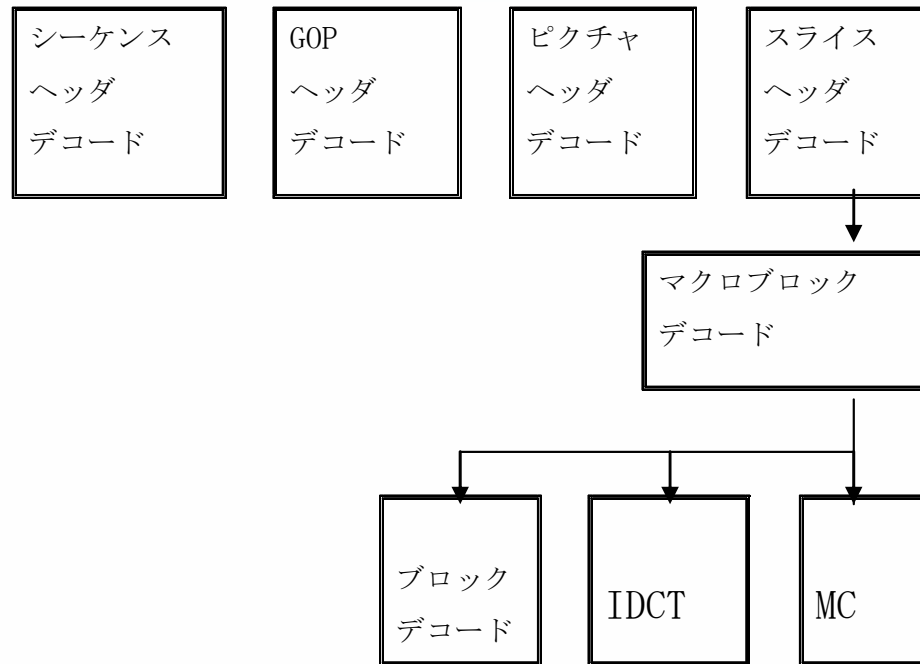 シーケンス
ヘッダ
デコード
GOP
ヘッダ
デコード
ピクチャ
ヘッダ
デコード
スライス
ヘッダ
デコード
マクロブロック
デコード
ブロック
デコード
IDCT
MC